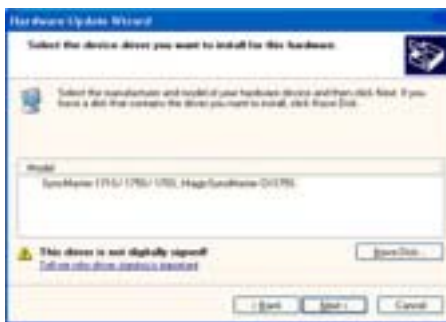 Hardware Update Wizard
Select the device driver you want to install for this hardware.
Select the manufacturer and model of your hardware device and then click Next. If you
have a disk that contains the driver you want to install, click Have Disk.
Model
SyncMaster MagicSyncMaster
This driver is not digitally signed!
Tell me why driver signing is important
Have Disk...
< Back
Next >
Cancel